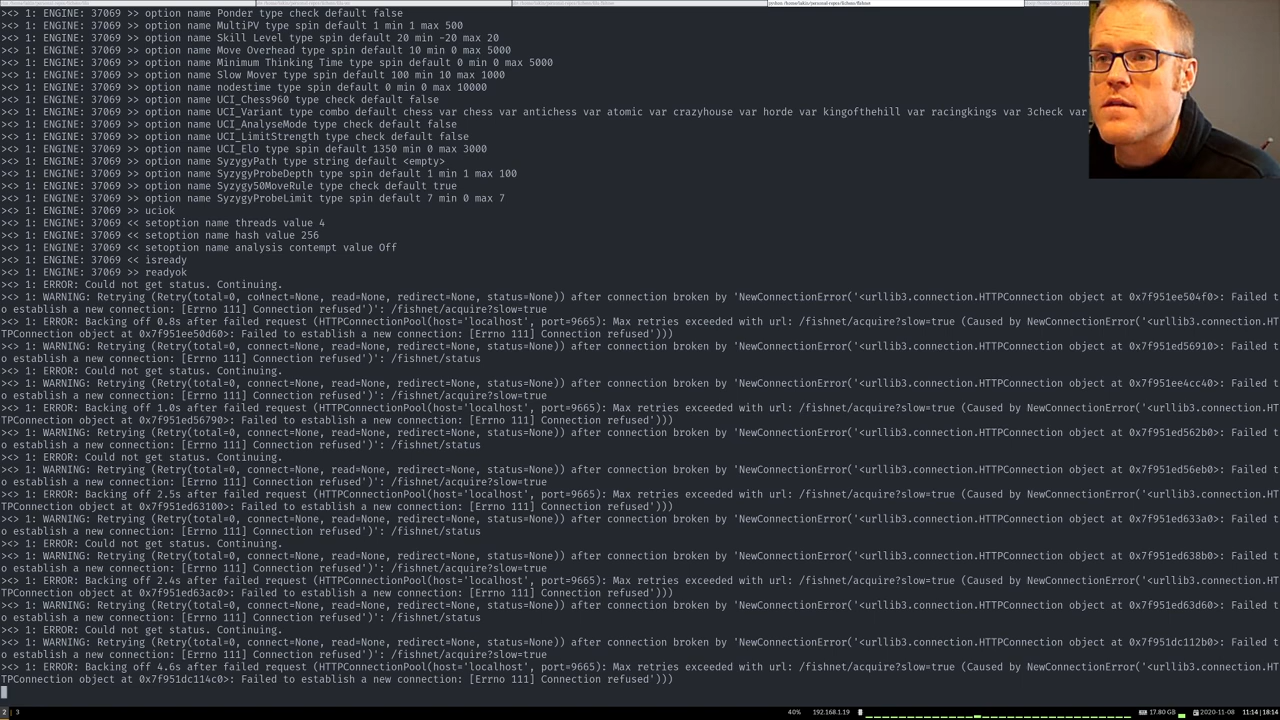 python /home/lakin/personal-repos/lichess/fishnet
><> 1: ENGINE: 37069 >> option name Ponder type check default false
><> 1: ENGINE: 37069 >> option name MultiPV type spin default 1 min 1 max 500
><> 1: ENGINE: 37069 >> option name Skill Level type spin default 20 min -20 max 20
><> 1: ENGINE: 37069 >> option name Move Overhead type spin default 10 min 0 max 5000
><> 1: ENGINE: 37069 >> option name Minimum Thinking Time type spin default 0 min 0 max 5000
><> 1: ENGINE: 37069 >> option name Slow Mover type spin default 100 min 10 max 1000
><> 1: ENGINE: 37069 >> option name nodestime type spin default 0 min 0 max 10000
><> 1: ENGINE: 37069 >> option name UCI_Chess960 type check default false
><> 1: ENGINE: 37069 >> option name UCI_Variant type combo default chess var chess var antichess var atomic var crazyhouse var horde var kingofthehill var racingkings var 3check var
><> 1: ENGINE: 37069 >> option name UCI_AnalyseMode type check default false
><> 1: ENGINE: 37069 >> option name UCI_LimitStrength type check default false
><> 1: ENGINE: 37069 >> option name UCI_Elo type spin default 1350 min 0 max 3000
><> 1: ENGINE: 37069 >> option name SyzygyPath type string default <empty>
><> 1: ENGINE: 37069 >> option name SyzygyProbeDepth type spin default 1 min 1 max 100
><> 1: ENGINE: 37069 >> option name Syzygy50MoveRule type check default true
><> 1: ENGINE: 37069 >> option name SyzygyProbeLimit type spin default 7 min 0 max 7
><> 1: ENGINE: 37069 >> uciok
><> 1: ENGINE: 37069 << setoption name threads value 4
><> 1: ENGINE: 37069 << setoption name hash value 256
><> 1: ENGINE: 37069 << setoption name analysis contempt value Off
><> 1: ENGINE: 37069 << isready
><> 1: ENGINE: 37069 >> readyok
><> 1: ERROR: Could not get status. Continuing.
><> 1: WARNING: Retrying (Retry(total=0, connect=None, read=None, redirect=None, status=None)) after connection broken by 'NewConnectionError('<urllib3.connection.HTTPConnection object at 0x7f951ee504f0>: Failed t
o establish a new connection: [Errno 111] Connection refused')': /fishnet/acquire?slow=true
><> 1: ERROR: Backing off 0.8s after failed request (HTTPConnectionPool(host='localhost', port=9665): Max retries exceeded with url: /fishnet/acquire?slow=true (Caused by NewConnectionError('<urllib3.connection.HT
TPConnection object at 0x7f951ee50d60>: Failed to establish a new connection: [Errno 111] Connection refused')))
><> 1: WARNING: Retrying (Retry(total=0, connect=None, read=None, redirect=None, status=None)) after connection broken by 'NewConnectionError('<urllib3.connection.HTTPConnection object at 0x7f951ed56910>: Failed t
o establish a new connection: [Errno 111] Connection refused')': /fishnet/status
><> 1: ERROR: Could not get status. Continuing.
><> 1: WARNING: Retrying (Retry(total=0, connect=None, read=None, redirect=None, status=None)) after connection broken by 'NewConnectionError('<urllib3.connection.HTTPConnection object at 0x7f951ee4cc40>: Failed t
o establish a new connection: [Errno 111] Connection refused')': /fishnet/acquire?slow=true
><> 1: ERROR: Backing off 1.0s after failed request (HTTPConnectionPool(host='localhost', port=9665): Max retries exceeded with url: /fishnet/acquire?slow=true (Caused by NewConnectionError('<urllib3.connection.HT
TPConnection object at 0x7f951ed56790>: Failed to establish a new connection: [Errno 111] Connection refused')))
><> 1: WARNING: Retrying (Retry(total=0, connect=None, read=None, redirect=None, status=None)) after connection broken by 'NewConnectionError('<urllib3.connection.HTTPConnection object at 0x7f951ed562b0>: Failed t
o establish a new connection: [Errno 111] Connection refused')': /fishnet/status
><> 1: ERROR: Could not get status. Continuing.
><> 1: WARNING: Retrying (Retry(total=0, connect=None, read=None, redirect=None, status=None)) after connection broken by 'NewConnectionError('<urllib3.connection.HTTPConnection object at 0x7f951ed56eb0>: Failed t
o establish a new connection: [Errno 111] Connection refused')': /fishnet/acquire?slow=true
><> 1: ERROR: Backing off 2.5s after failed request (HTTPConnectionPool(host='localhost', port=9665): Max retries exceeded with url: /fishnet/acquire?slow=true (Caused by NewConnectionError('<urllib3.connection.HT
TPConnection object at 0x7f951ed63100>: Failed to establish a new connection: [Errno 111] Connection refused')))
><> 1: WARNING: Retrying (Retry(total=0, connect=None, read=None, redirect=None, status=None)) after connection broken by 'NewConnectionError('<urllib3.connection.HTTPConnection object at 0x7f951ed633a0>: Failed t
o establish a new connection: [Errno 111] Connection refused')': /fishnet/status
><> 1: ERROR: Could not get status. Continuing.
><> 1: WARNING: Retrying (Retry(total=0, connect=None, read=None, redirect=None, status=None)) after connection broken by 'NewConnectionError('<urllib3.connection.HTTPConnection object at 0x7f951ed638b0>: Failed t
o establish a new connection: [Errno 111] Connection refused')': /fishnet/acquire?slow=true
><> 1: ERROR: Backing off 2.4s after failed request (HTTPConnectionPool(host='localhost', port=9665): Max retries exceeded with url: /fishnet/acquire?slow=true (Caused by NewConnectionError('<urllib3.connection.HT
TPConnection object at 0x7f951ed63ac0>: Failed to establish a new connection: [Errno 111] Connection refused')))
><> 1: WARNING: Retrying (Retry(total=0, connect=None, read=None, redirect=None, status=None)) after connection broken by 'NewConnectionError('<urllib3.connection.HTTPConnection object at 0x7f951ed63d60>: Failed t
o establish a new connection: [Errno 111] Connection refused')': /fishnet/status
><> 1: ERROR: Could not get status. Continuing.
><> 1: WARNING: Retrying (Retry(total=0, connect=None, read=None, redirect=None, status=None)) after connection broken by 'NewConnectionError('<urllib3.connection.HTTPConnection object at 0x7f951dc112b0>: Failed t
o establish a new connection: [Errno 111] Connection refused')': /fishnet/acquire?slow=true
><> 1: ERROR: Backing off 4.6s after failed request (HTTPConnectionPool(host='localhost', port=9665): Max retries exceeded with url: /fishnet/acquire?slow=true (Caused by NewConnectionError('<urllib3.connection.HT
TPConnection object at 0x7f951dc114c0>: Failed to establish a new connection: [Errno 111] Connection refused')))
2 3 40% 192.168.1.19 17.80 GB 2020-11-08 11:14 18:14